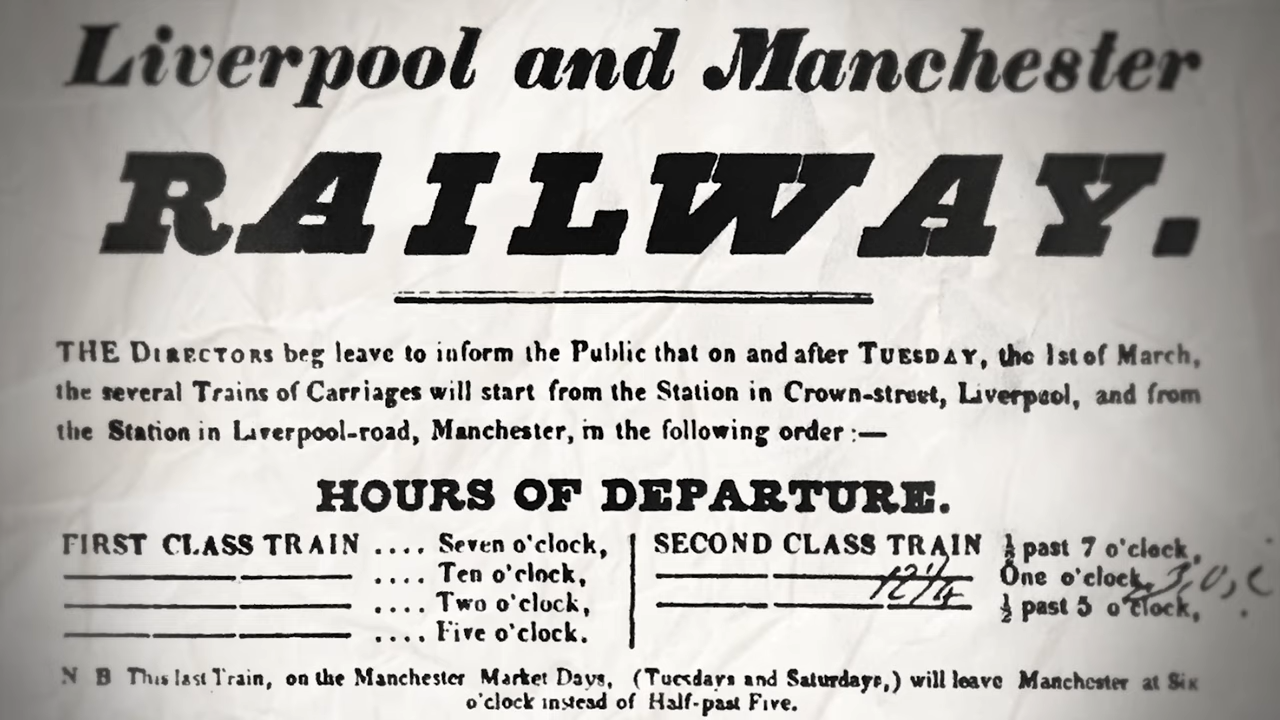 Liverpool and Manchester
RAILWAY.
THE DIRECTORS beg leave to inform the Public that on and after TUESDAY, the 1st of March,
the several Trains of Carriages will start from the Station in Crown-street, Liverpool, and from
the Station in Liverpool-road, Manchester, in the following order :—
HOURS OF DEPARTURE.
FIRST CLASS TRAIN .... Seven o'clock,
.... Ten o'clock,
.... Two o'clock,
.... Five o'clock.
SECOND CLASS TRAIN ½ past 7 o'clock,
One o'clock,
½ past 5 o'clock,
N B This last Train, on the Manchester Market Days, (Tuesdays and Saturdays,) will leave Manchester at Six
o'clock instead of Half-past Five.